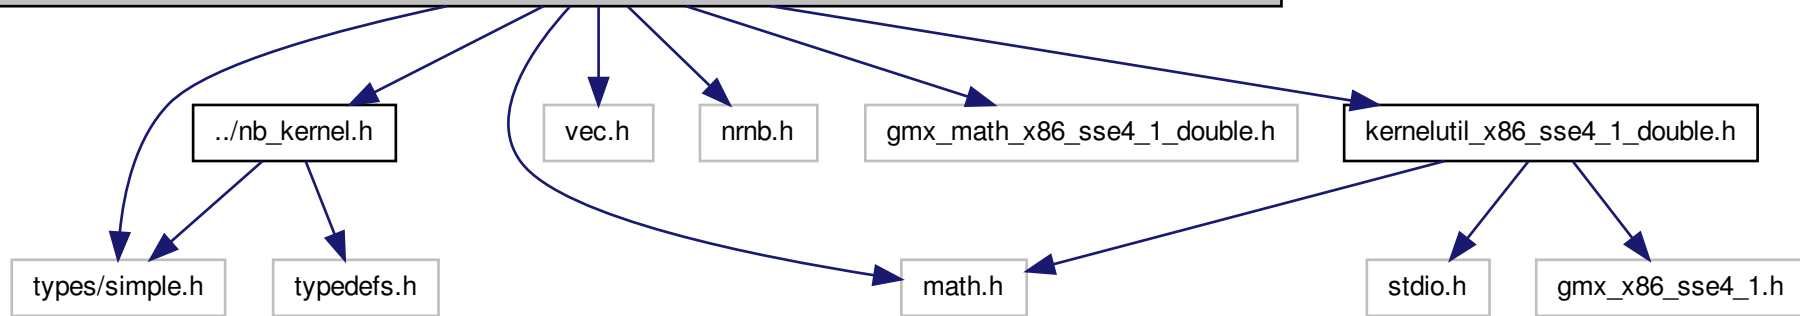 ../nb_kernel.h
vec.h
nrnb.h
gmx_math_x86_sse4_1_double.h
kernelutil_x86_sse4_1_double.h
types/simple.h
typedefs.h
math.h
stdio.h
gmx_x86_sse4_1.h